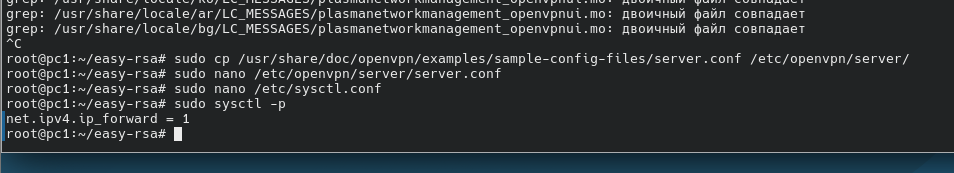 grep: /usr/share/locale/ko/LC_MESSAGES/plasmanetworkmanagement_openvpnui.mo: двоичный файл совпадает
grep: /usr/share/locale/ar/LC_MESSAGES/plasmanetworkmanagement_openvpnui.mo: двоичный файл совпадает
grep: /usr/share/locale/bg/LC_MESSAGES/plasmanetworkmanagement_openvpnui.mo: двоичный файл совпадает
^C
root@pc1:~/easy-rsa# sudo cp /usr/share/doc/openvpn/examples/sample-config-files/server.conf /etc/openvpn/server/
root@pc1:~/easy-rsa# sudo nano /etc/openvpn/server/server.conf
root@pc1:~/easy-rsa# sudo nano /etc/sysctl.conf
root@pc1:~/easy-rsa# sudo sysctl -p
net.ipv4.ip_forward = 1
root@pc1:~/easy-rsa#